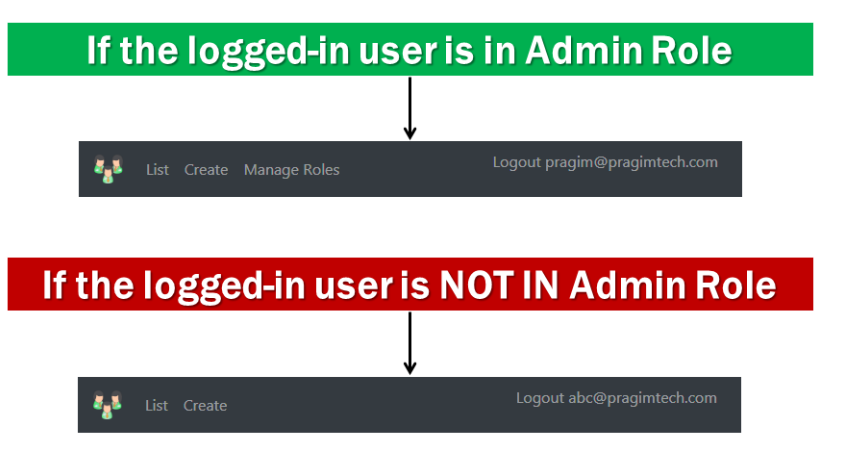 If the logged-in user is in Admin Role
List Create Manage Roles Logout pragim@pragimtech.com
If the logged-in user is NOT IN Admin Role
List Create Logout abc@pragimtech.com